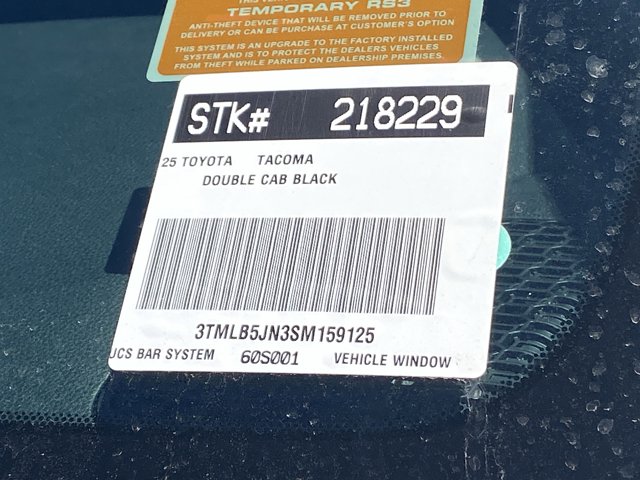 TEMPORARY RS3
ANTI-THEFT DEVICE THAT WILL BE REMOVED PRIOR TO
DELIVERY OR CAN BE PURCHASE AT CUSTOMER'S OPTION
THIS SYSTEM IS AN UPGRADE TO THE FACTORY INSTALLED
SYSTEM AND IS TO PROTECT THE DEALERS VEHICLES
FROM THEFT WHILE PARKED ON DEALERSHIP PREMISES.
STK# 218229
25 TOYOTA TACOMA
DOUBLE CAB BLACK
3TMLB5JN3SM159125
UCS BAR SYSTEM 60S001 VEHICLE WINDOW